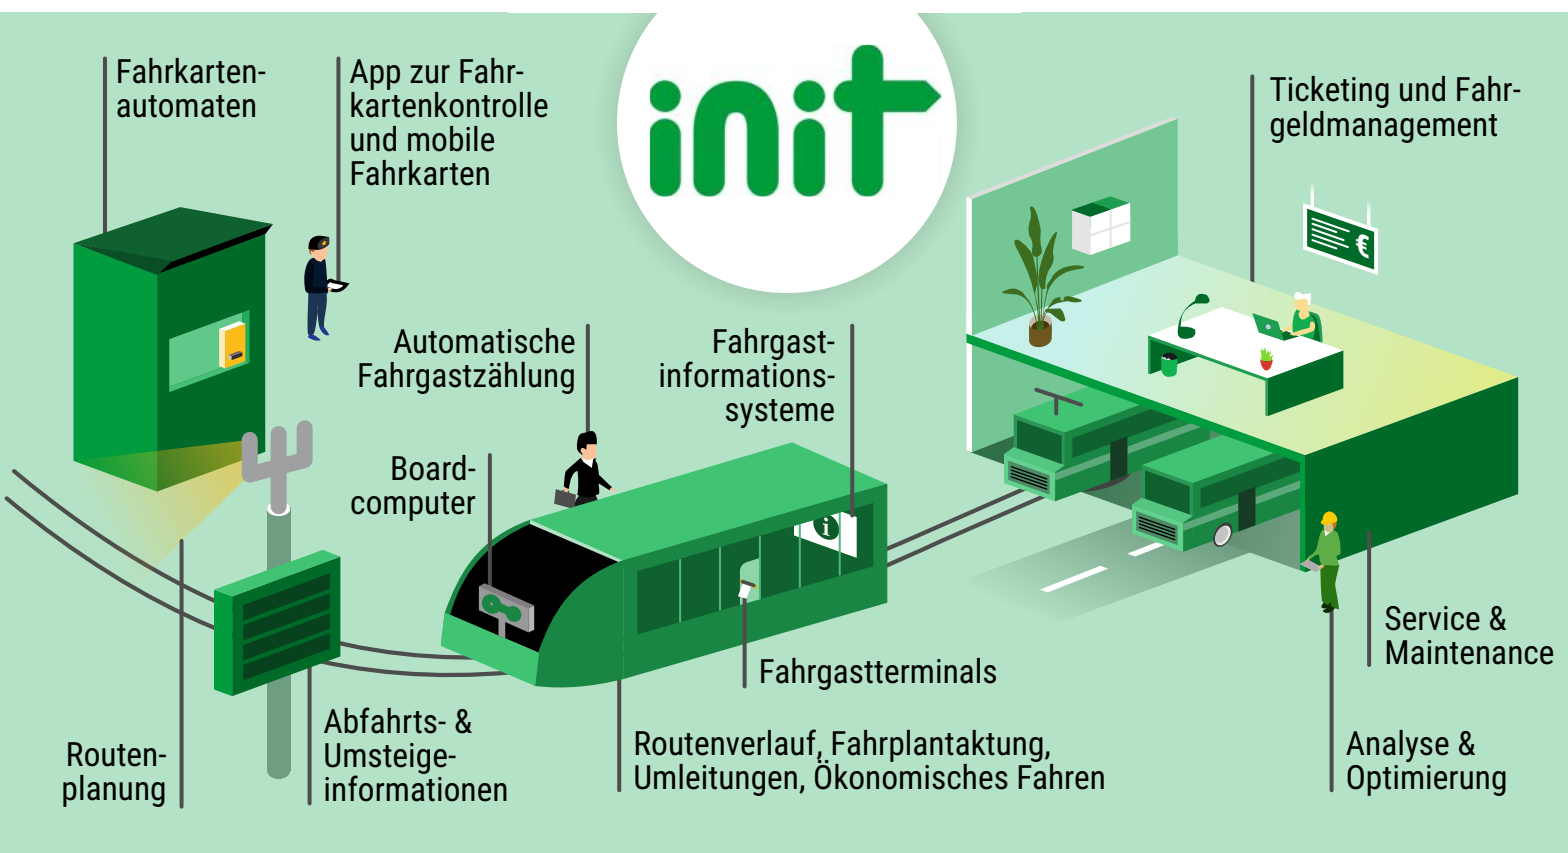 Fahrkarten-
automaten
App zur Fahr-
kartenkontrolle
und mobile
Fahrkarten
init
Ticketing und Fahr-
geldmanagement
€
Automatische
Fahrgastzählung
Fahrgast-
informations-
systeme
Board-
computer
i
Fahrgastterminals
Service &
Maintenance
Routen-
planung
Abfahrts- &
Umsteige-
informationen
Routenverlauf, Fahrplantaktung,
Umleitungen, Ökonomisches Fahren
Analyse &
Optimierung